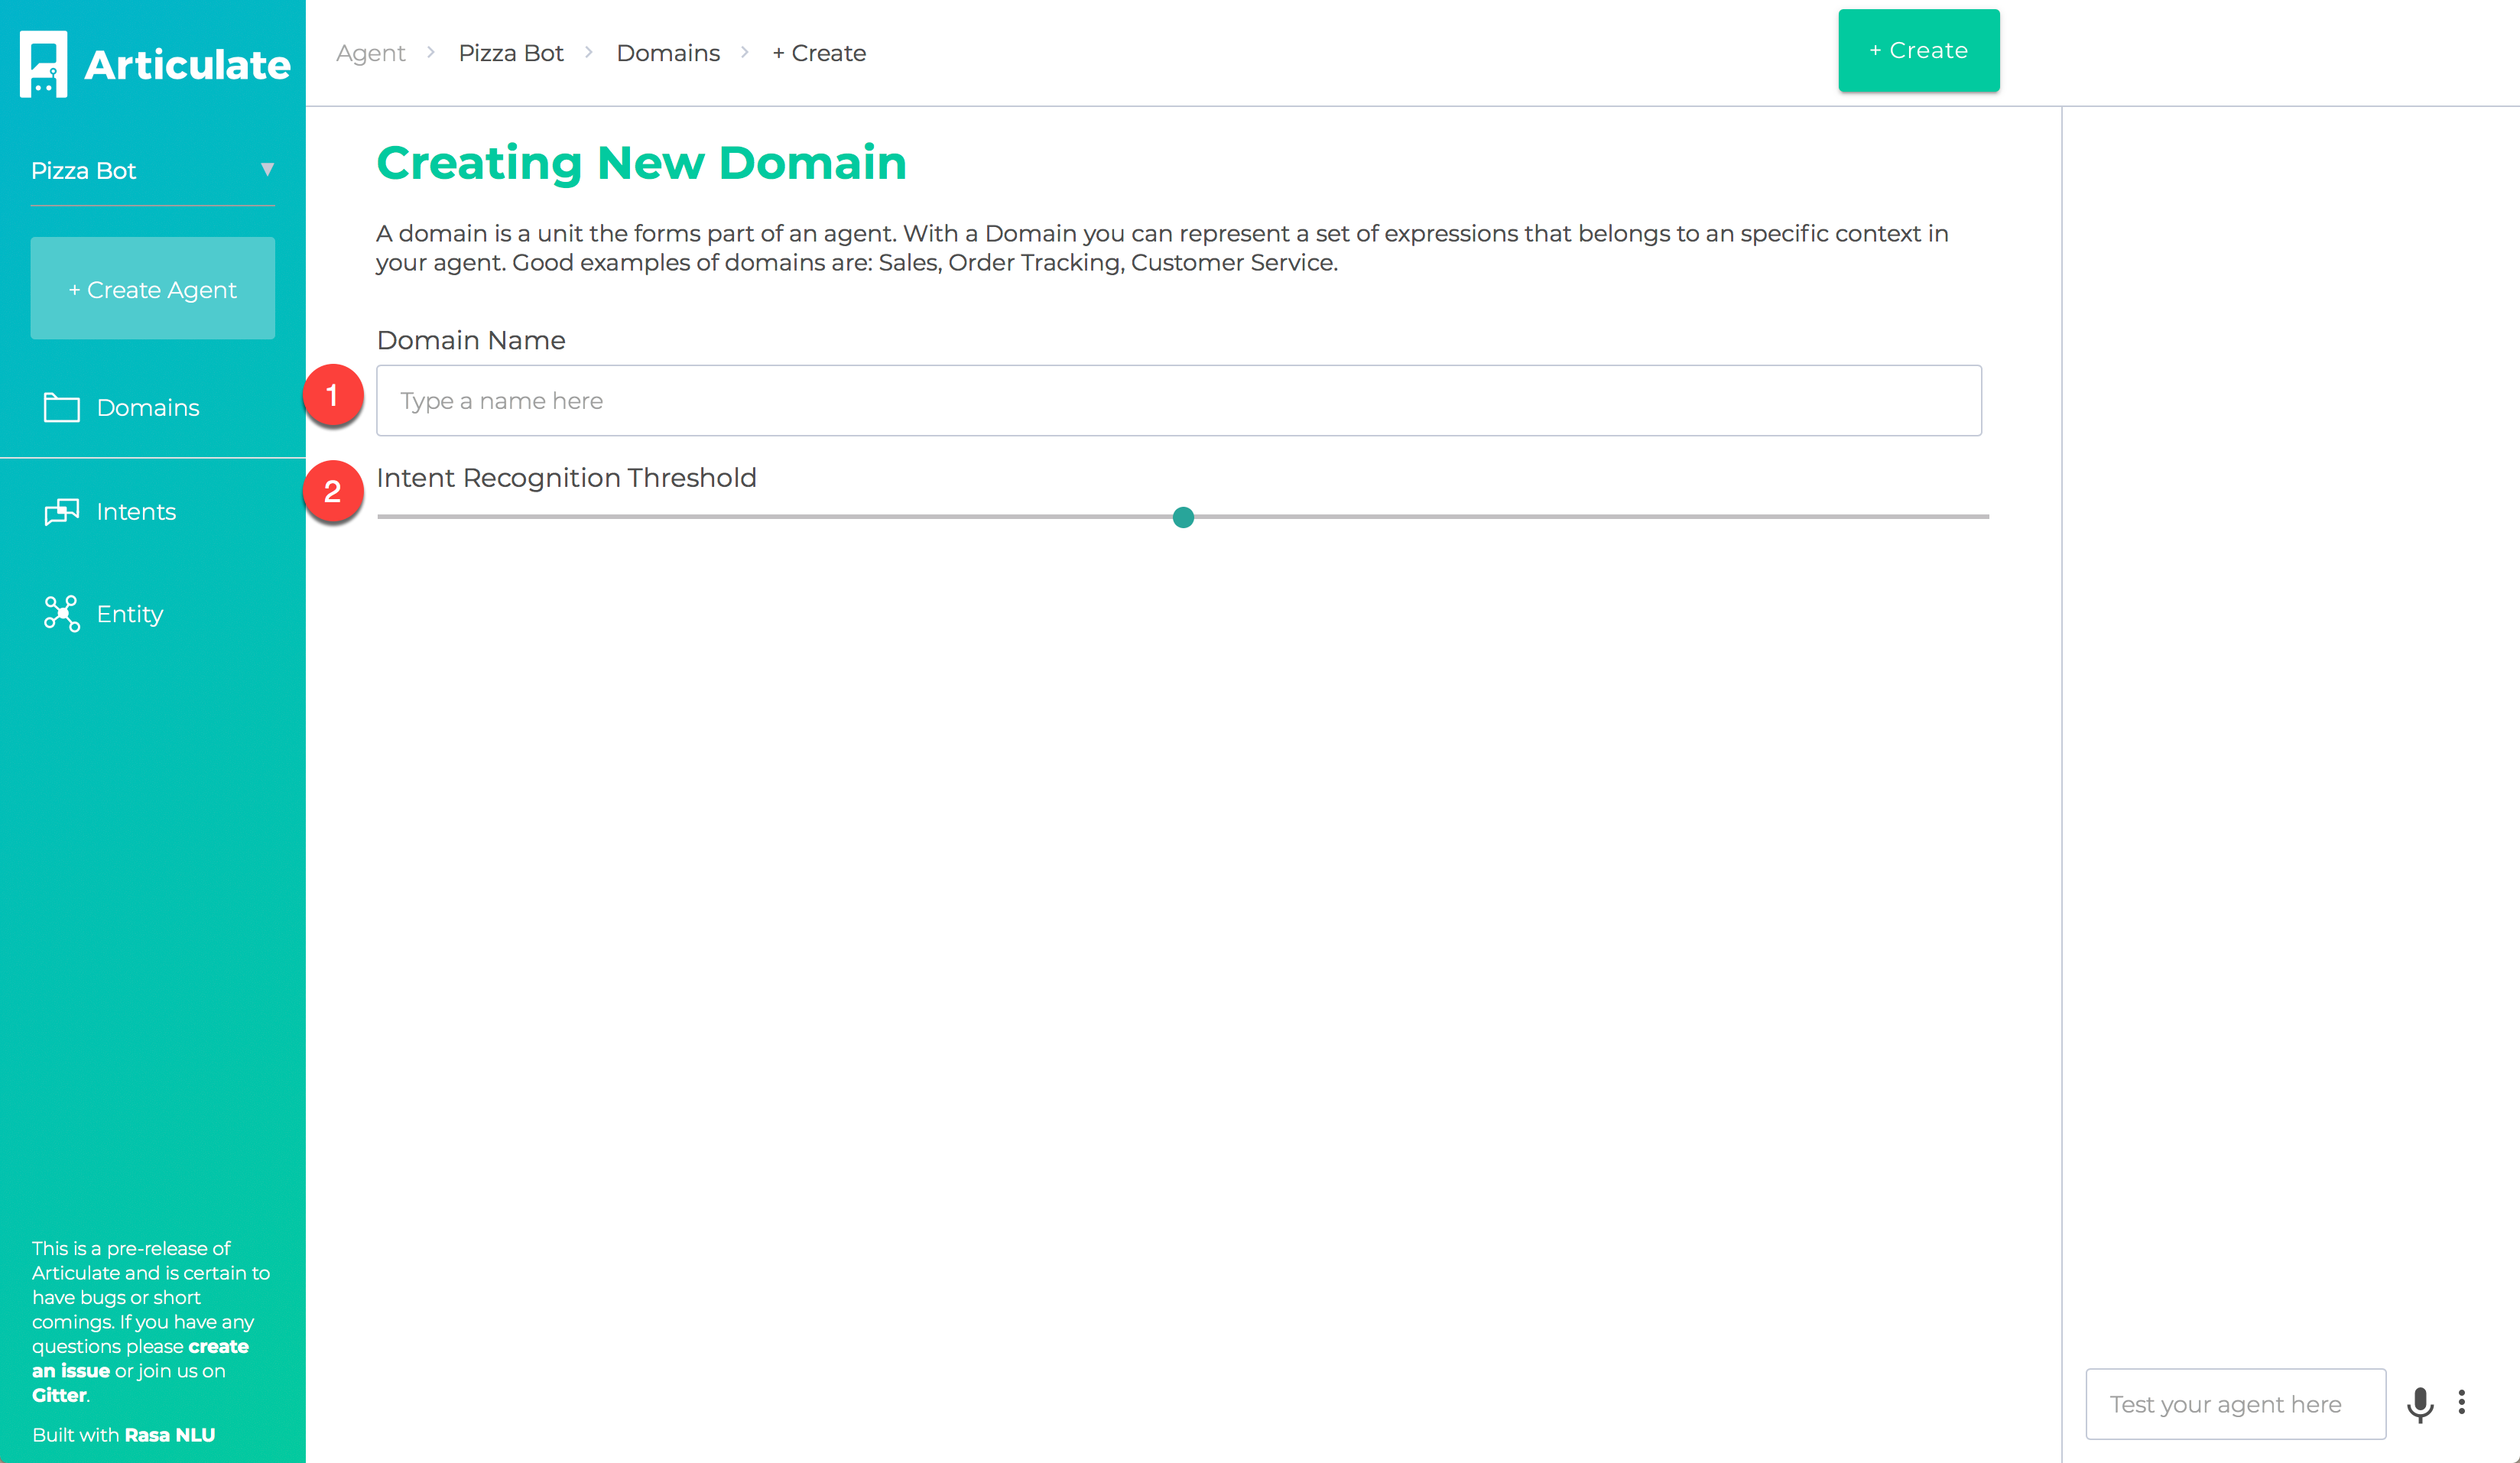 Articulate
Agent > Pizza Bot > Domains > + Create
+ Create
Pizza Bot
+ Create Agent
Domains
Intents
Entity
This is a pre-release of
Articulate and is certain to
have bugs or short
comings. If you have any
questions please create
an issue or join us on
Gitter.
Built with Rasa NLU
Creating New Domain
A domain is a unit the forms part of an agent. With a Domain you can represent a set of expressions that belongs to an specific context in
your agent. Good examples of domains are: Sales, Order Tracking, Customer Service.
Domain Name
1
Type a name here
2
Intent Recognition Threshold
Test your agent here